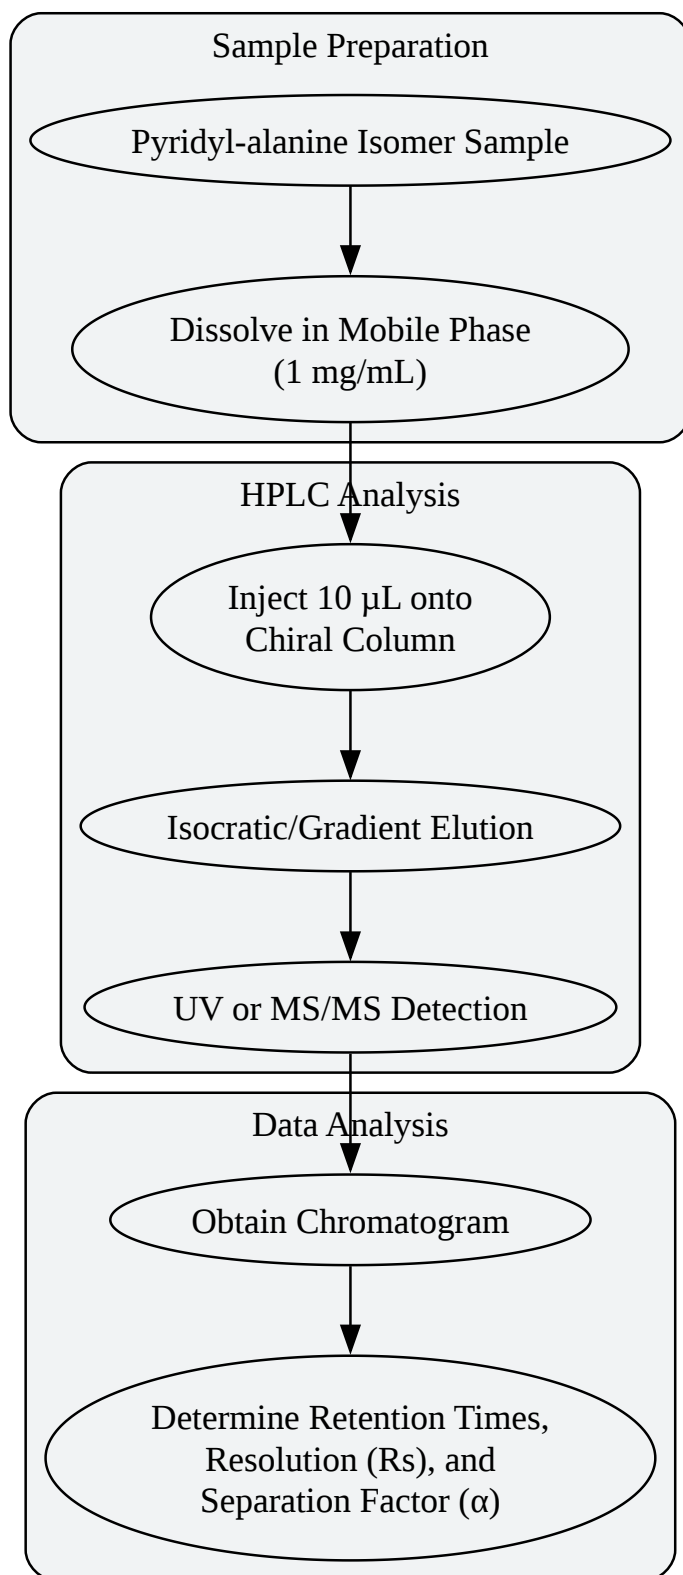 Sample Preparation
Pyridyl-alanine Isomer Sample
Dissolve in Mobile Phase
(1 mg/mL)
HPLC Analysis
Inject 10 µL onto
Chiral Column
Isocratic/Gradient Elution
UV or MS/MS Detection
Data Analysis
Obtain Chromatogram
Determine Retention Times,
Resolution (Rs), and
Separation Factor (α)